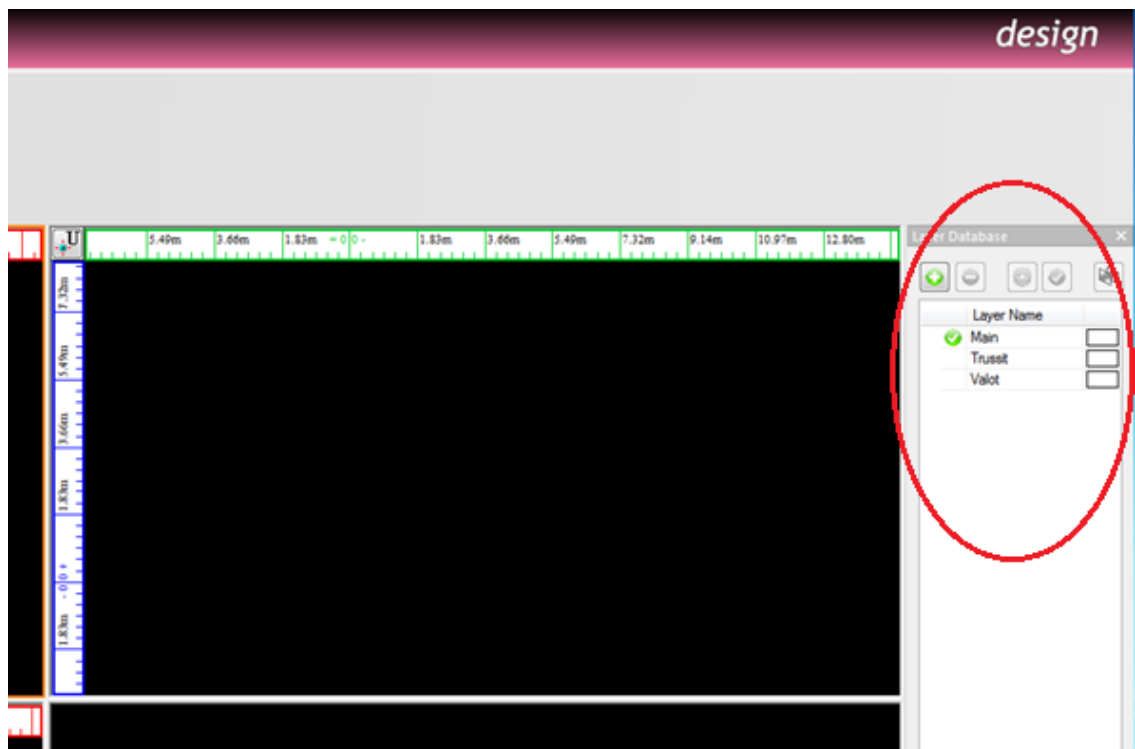 design
U
5.49m 3.66m 1.83m + 0 0 - 1.83m 3.66m 5.49m 7.32m 9.14m 10.97m 12.80m
Layer Database
Layer Name
Main
Trussit
Valot
7.32m
5.49m
3.66m
1.83m
- 0 0 +
1.83m